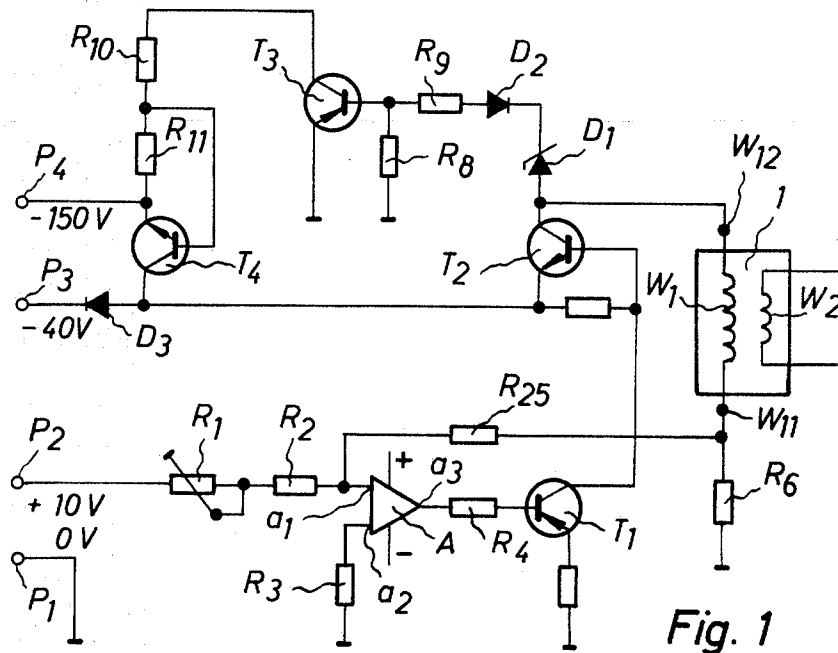 R10
T3
R9
D2
R11
R8
D1
W12
P4
-150 V
1
T4
T2
P3
-40V
D3
W1
W2
R25
W11
P2
R1
R2
+
a3
R6
+ 10 V
a1
A
R4
T1
0 V
-
P1
R3
a2
Fig. 1